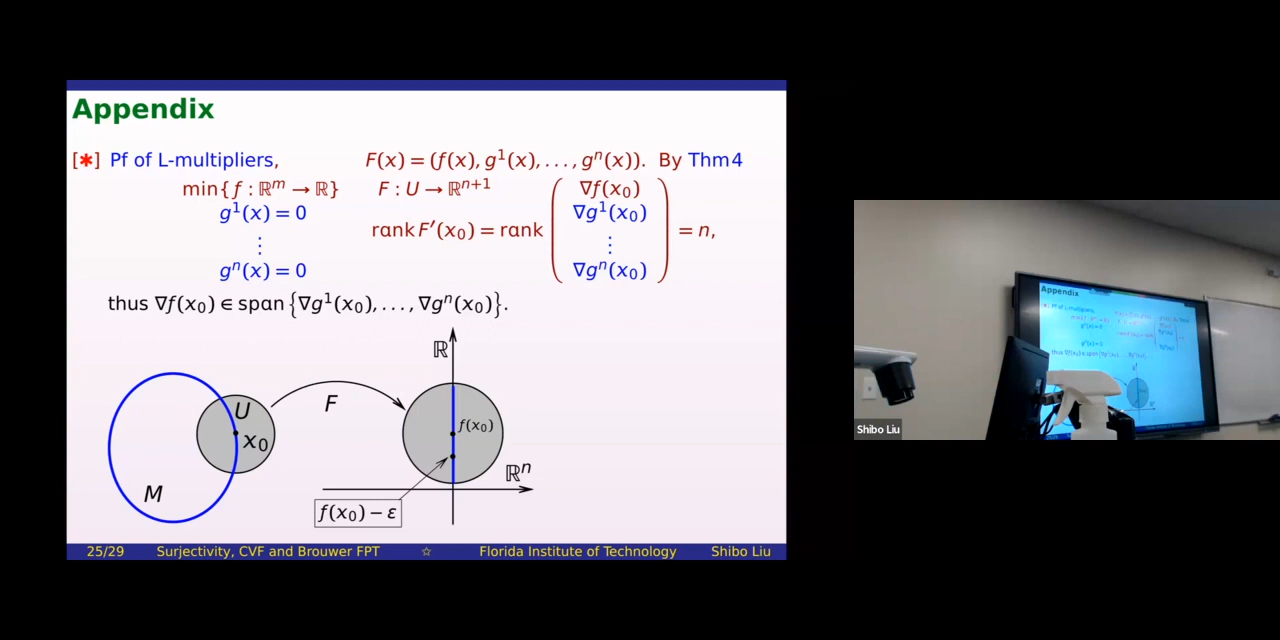 Appendix
[✱] Pf of L-multipliers, F(x) = (f(x), g¹(x), . . . , gⁿ(x)). By Thm4
min{f : ℝᵐ → ℝ} F : U → ℝⁿ⁺¹
g¹(x) = 0
⋮
gⁿ(x) = 0
rank F′(x₀) = rank ( ∇f(x₀) ∇g¹(x₀) ⋮ ∇gⁿ(x₀) ) = n,
thus ∇f(x₀) ∈ span {∇g¹(x₀), . . . , ∇gⁿ(x₀)}.
ℝ
U
F
f(x₀)
x₀
ℝⁿ
M
f(x₀) − ε
25/29 Surjectivity, CVF and Brouwer FPT ☆ Florida Institute of Technology Shibo Liu
Appendix
Shibo Liu